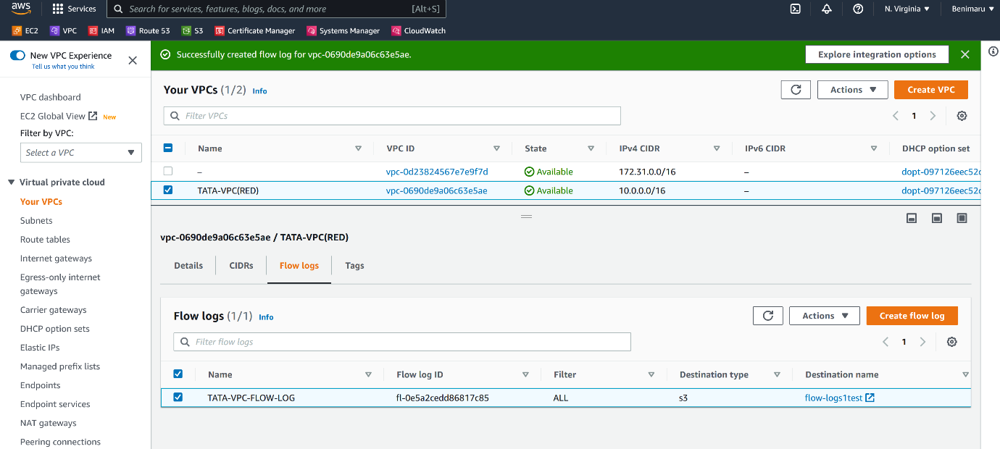 aws
Services
Search for services, features, blogs, docs, and more
[Alt+S]
N. Virginia
Benimaru
EC2
VPC
IAM
Route 53
S3
Certificate Manager
Systems Manager
CloudWatch
New VPC Experience
Tell us what you think
VPC dashboard
EC2 Global View New
Filter by VPC:
Select a VPC
Virtual private cloud
Your VPCs
Subnets
Route tables
Internet gateways
Egress-only internet
gateways
Carrier gateways
DHCP option sets
Elastic IPs
Managed prefix lists
Endpoints
Endpoint services
NAT gateways
Peering connections
Successfully created flow log for vpc-0690de9a06c63e5ae.
Explore integration options
Your VPCs (1/2) Info
Actions
Create VPC
Filter VPCs
1
Name VPC ID State IPv4 CIDR IPv6 CIDR DHCP option set
– vpc-0d23824567e7e9f7d Available 172.31.0.0/16 – dopt-097126eec52c
TATA-VPC(RED) vpc-0690de9a06c63e5ae Available 10.0.0.0/16 – dopt-097126eec52c
vpc-0690de9a06c63e5ae / TATA-VPC(RED)
Details
CIDRs
Flow logs
Tags
Flow logs (1/1) Info
Actions
Create flow log
Filter flow logs
1
Name Flow log ID Filter Destination type Destination name
TATA-VPC-FLOW-LOG fl-0e5a2cedd86817c85 ALL s3 flow-logs1test